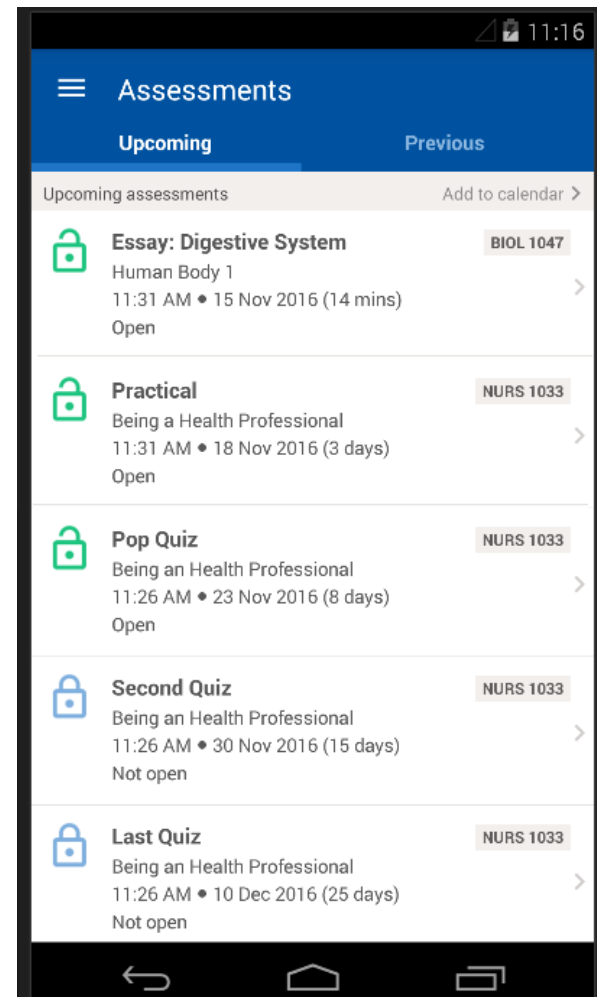 11:16
Assessments
Upcoming Previous
Upcoming assessments Add to calendar >
Essay: Digestive System BIOL 1047
Human Body 1
11:31 AM • 15 Nov 2016 (14 mins)
Open
Practical NURS 1033
Being a Health Professional
11:31 AM • 18 Nov 2016 (3 days)
Open
Pop Quiz NURS 1033
Being an Health Professional
11:26 AM • 23 Nov 2016 (8 days)
Open
Second Quiz NURS 1033
Being an Health Professional
11:26 AM • 30 Nov 2016 (15 days)
Not open
Last Quiz NURS 1033
Being an Health Professional
11:26 AM • 10 Dec 2016 (25 days)
Not open